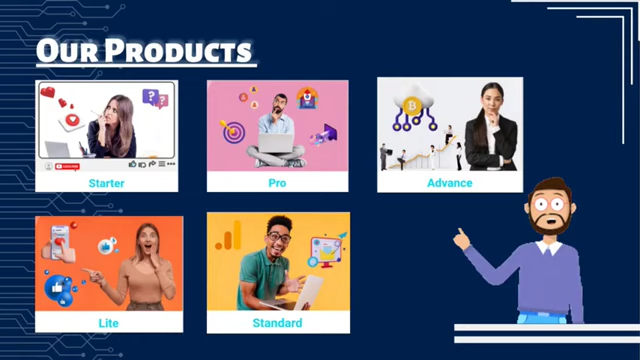 Our Products
Starter
Pro
Advance
Lite
Standard